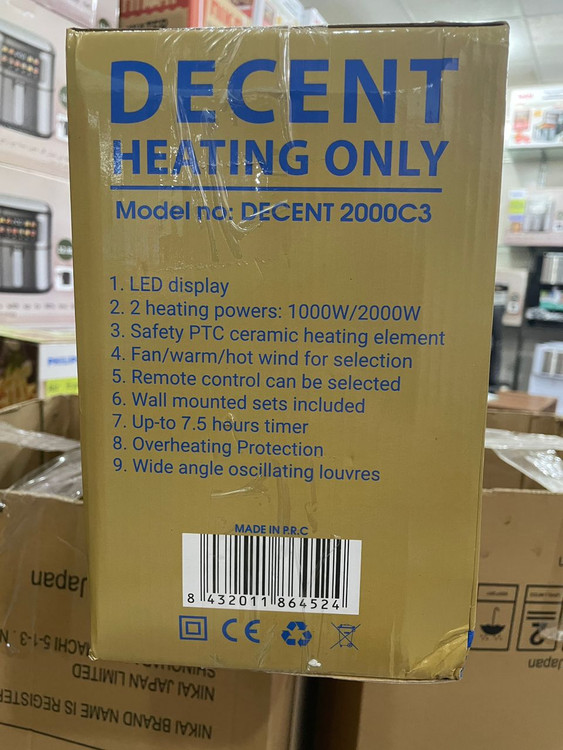 DECENT
HEATING ONLY
Model no: DECENT 2000C3
1. LED display
2. 2 heating powers: 1000W/2000W
3. Safety PTC ceramic heating element
4. Fan/warm/hot wind for selection
5. Remote control can be selected
6. Wall mounted sets included
7. Up-to 7.5 hours timer
8. Overheating Protection
9. Wide angle oscillating louvres
MADE IN P.R.C
8 432011 864524
CE
Japan
NIKAI JAPAN LIMITED
NIKAI BRAND NAME IS REGISTER
Japan